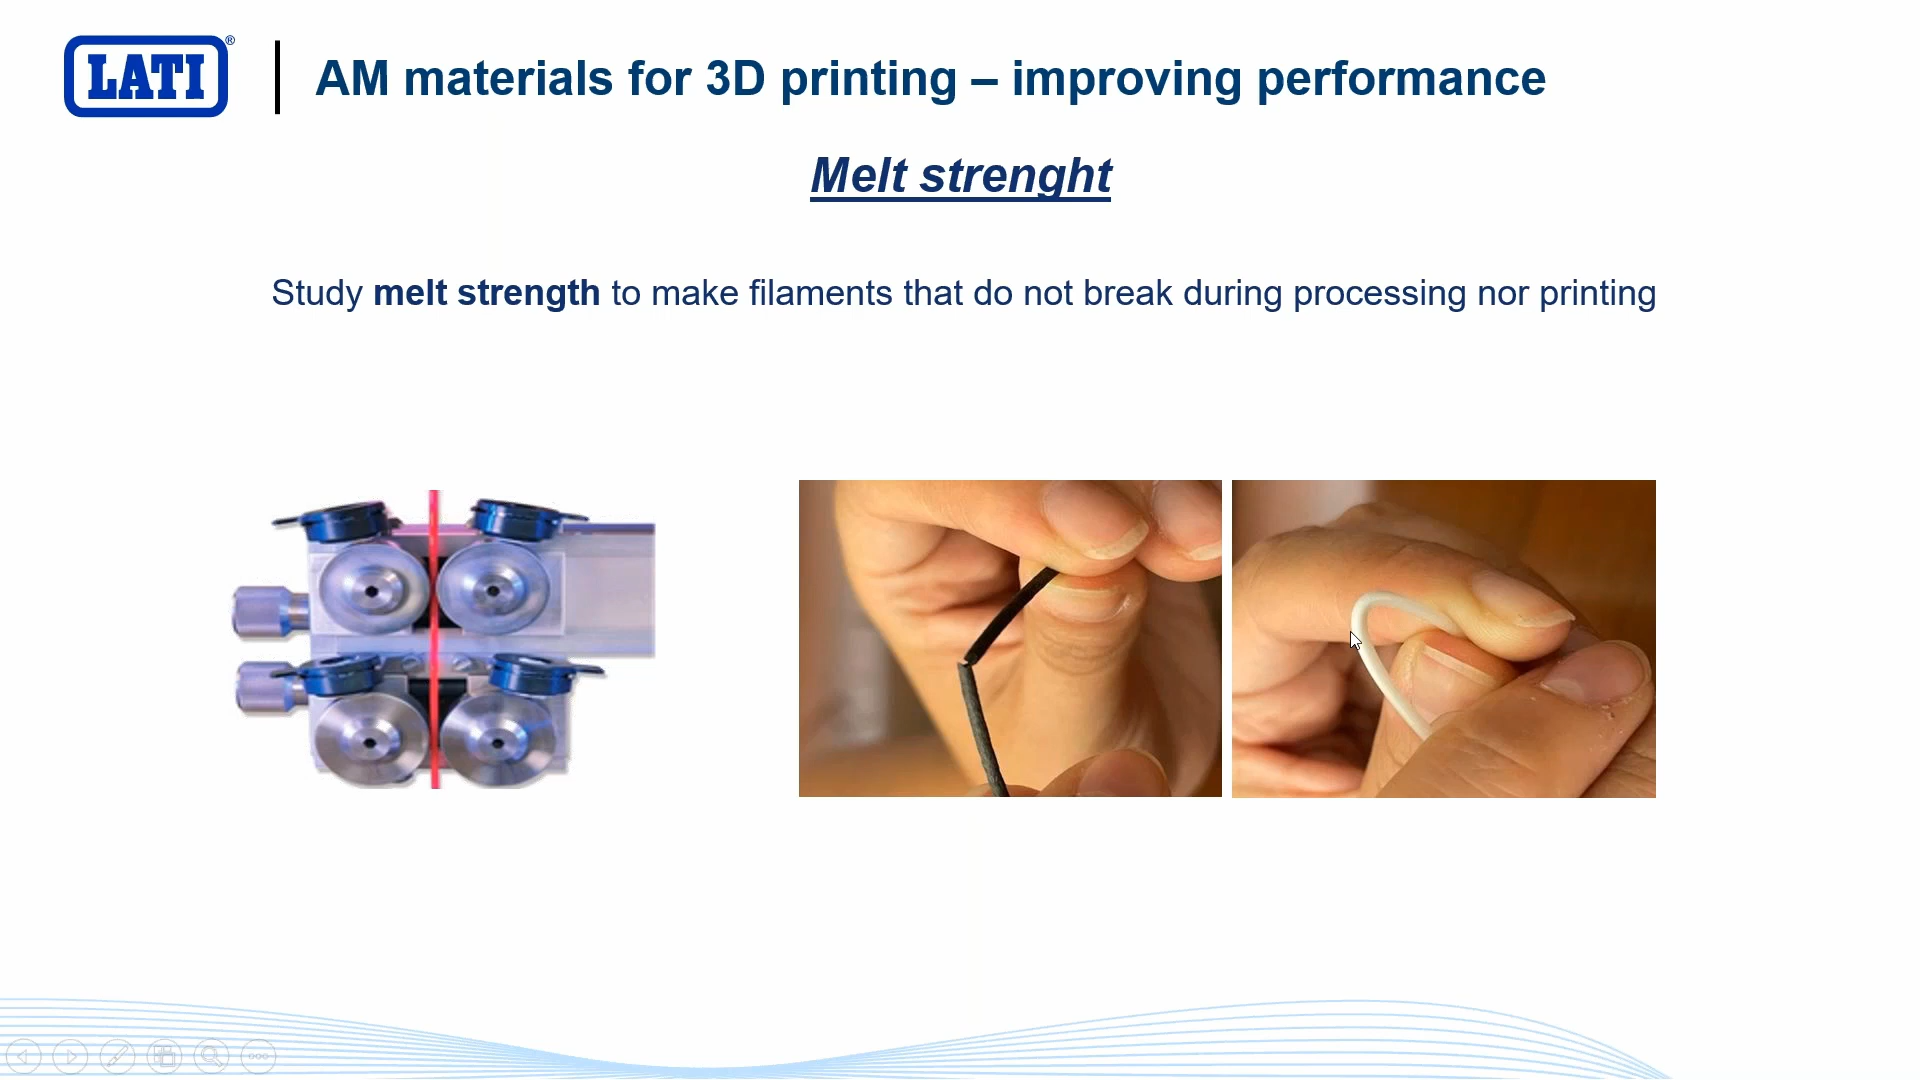 LATI®
AM materials for 3D printing – improving performance
Melt strenght
Study melt strength to make filaments that do not break during processing nor printing